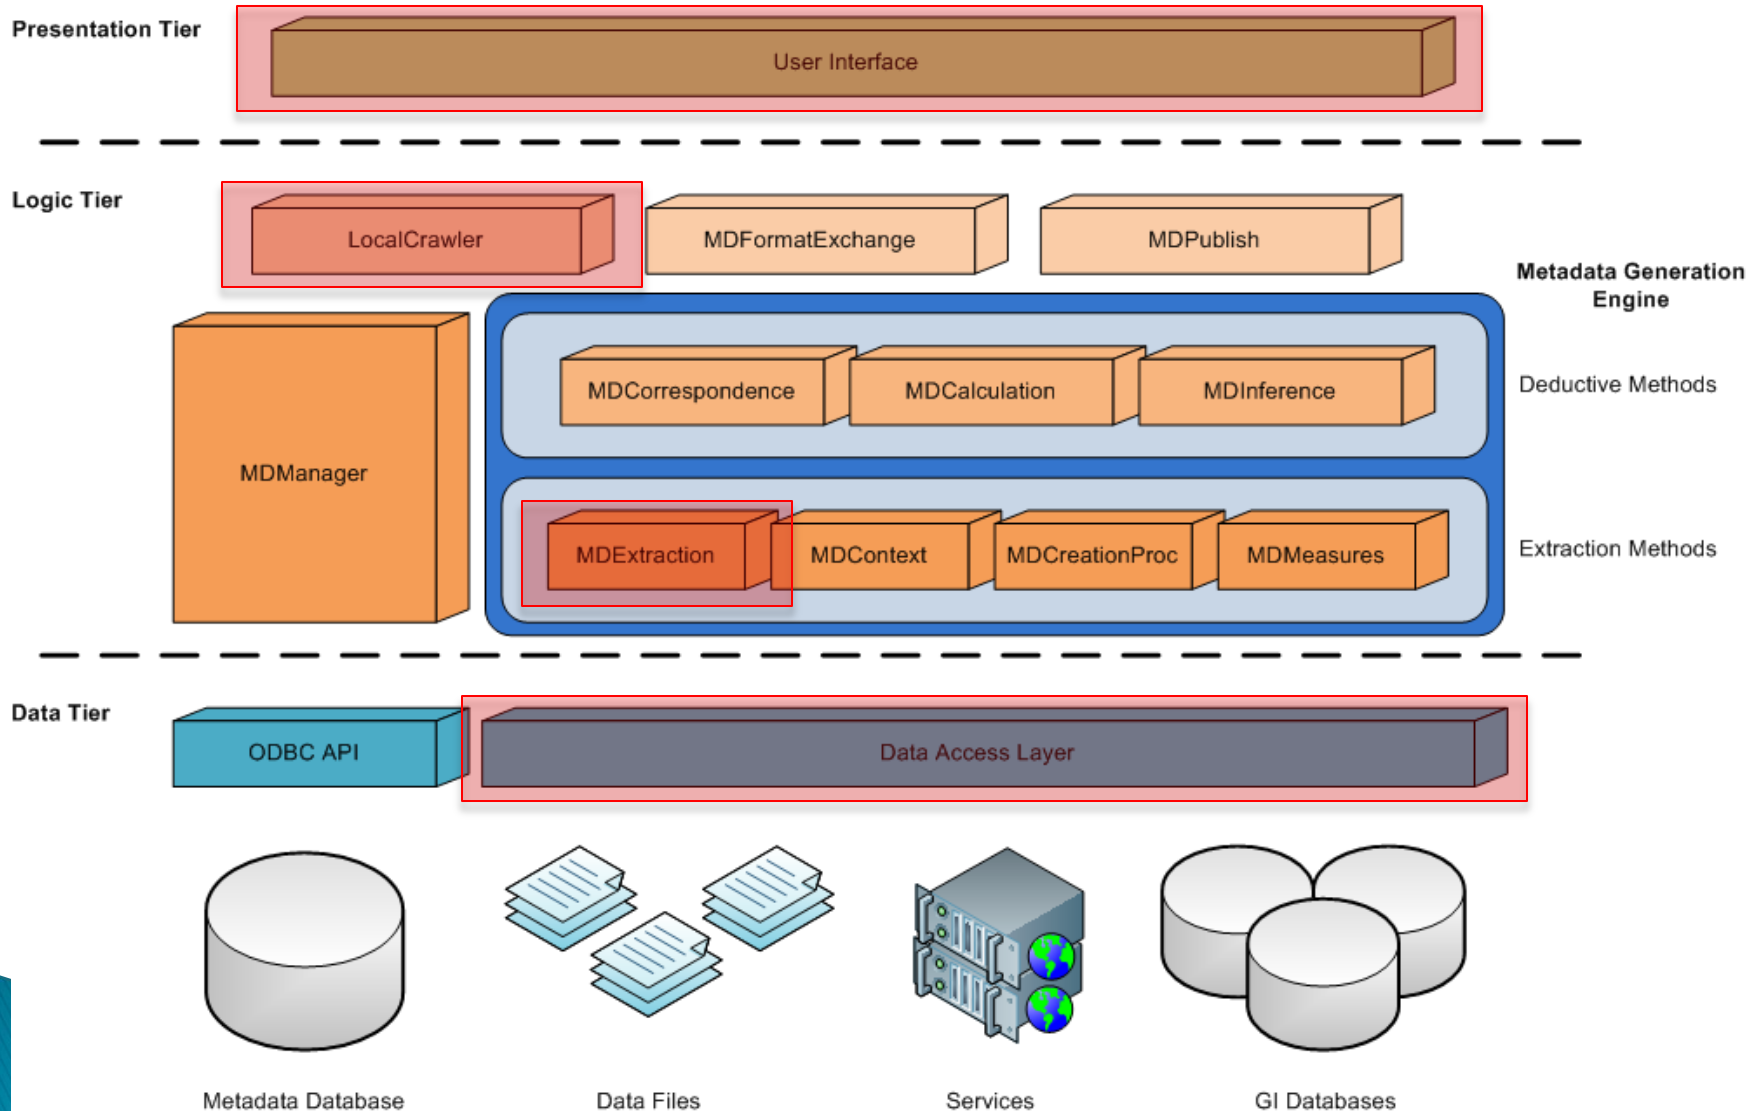 Presentation Tier
User Interface
Logic Tier
LocalCrawler
MDFormatExchange
MDPublish
Metadata Generation
Engine
MDManager
MDCorrespondence
MDCalculation
MDInference
Deductive Methods
MDExtraction
MDContext
MDCreationProc
MDMeasures
Extraction Methods
Data Tier
ODBC API
Data Access Layer
Metadata Database
Data Files
Services
GI Databases